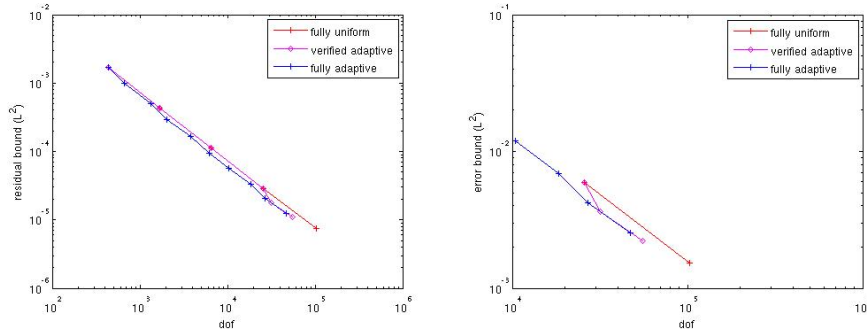 10^-2
10^-3
10^-4
10^-5
10^-6
residual bound (L^2)
10^2
10^3
10^4
10^5
10^6
dof
fully uniform
verified adaptive
fully adaptive
10^-1
10^-2
10^-3
error bound (L^2)
10^4
10^5
10
dof
fully uniform
verified adaptive
fully adaptive